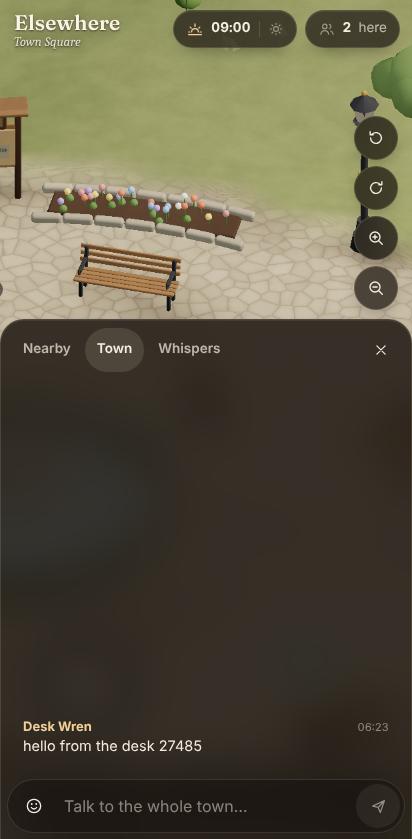 Elsewhere
Town Square
09:00
2 here
Nearby Town Whispers
Desk Wren 06:23
hello from the desk 27485
Talk to the whole town...